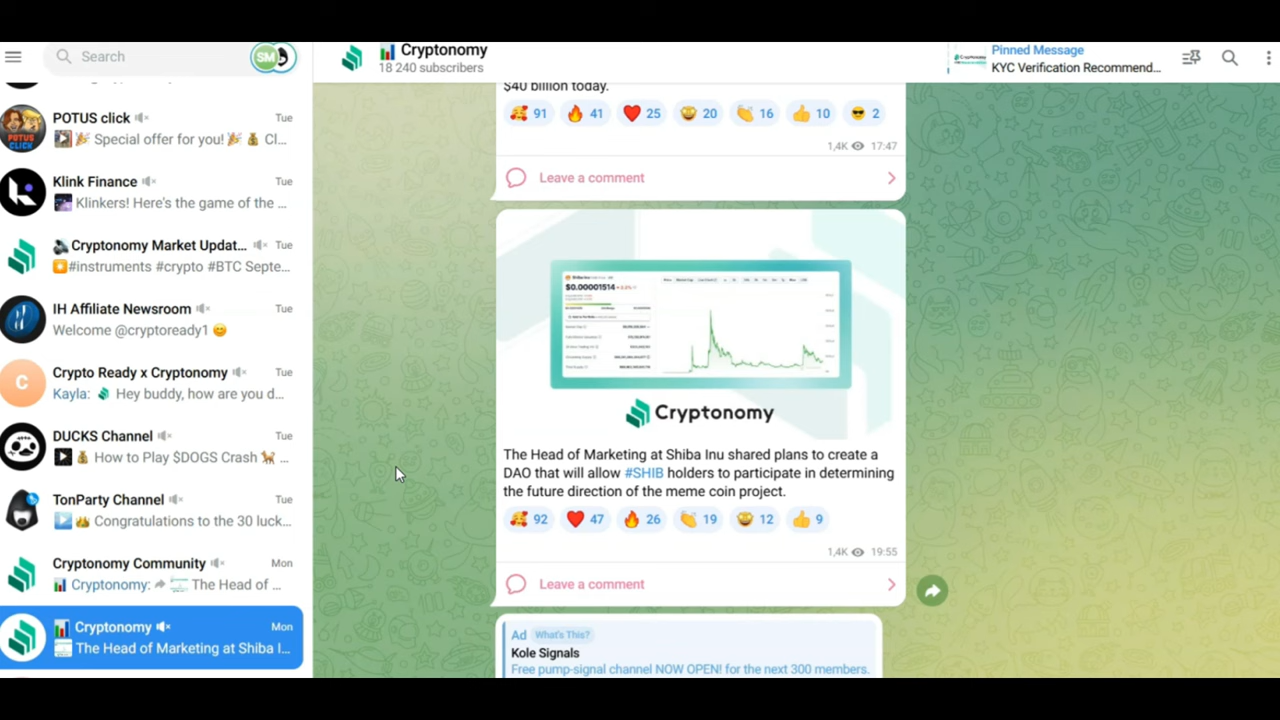 Search
SM
POTUS click
Tue
Special offer for you! Cl...
Klink Finance
Tue
Klinkers! Here's the game of the ...
Cryptonomy Market Updat...
Tue
#instruments #crypto #BTC Septe...
IH Affiliate Newsroom
Tue
Welcome @cryptoready1 😊
C
Crypto Ready x Cryptonomy
Tue
Kayla: Hey buddy, how are you d...
DUCKS Channel
Tue
How to Play $DOGS Crash ...
TonParty Channel
Tue
Congratulations to the 30 luck...
Cryptonomy Community
Mon
Cryptonomy: The Head of ...
Cryptonomy
Mon
The Head of Marketing at Shiba I...
Cryptonomy
18 240 subscribers
Pinned Message
KYC Verification Recommend...
$40 billion today.
🥰 91 🔥 41 ❤️ 25 20 👏 16 👍 10 😎 2
1,4K 17:47
Leave a comment
$0.00001514
Cryptonomy
The Head of Marketing at Shiba Inu shared plans to create a
DAO that will allow #SHIB holders to participate in determining
the future direction of the meme coin project.
🥰 92 ❤️ 47 🔥 26 👏 19 12 👍 9
1,4K 19:55
Leave a comment
Ad What's This?
Kole Signals
Free pump-signal channel NOW OPEN! for the next 300 members.